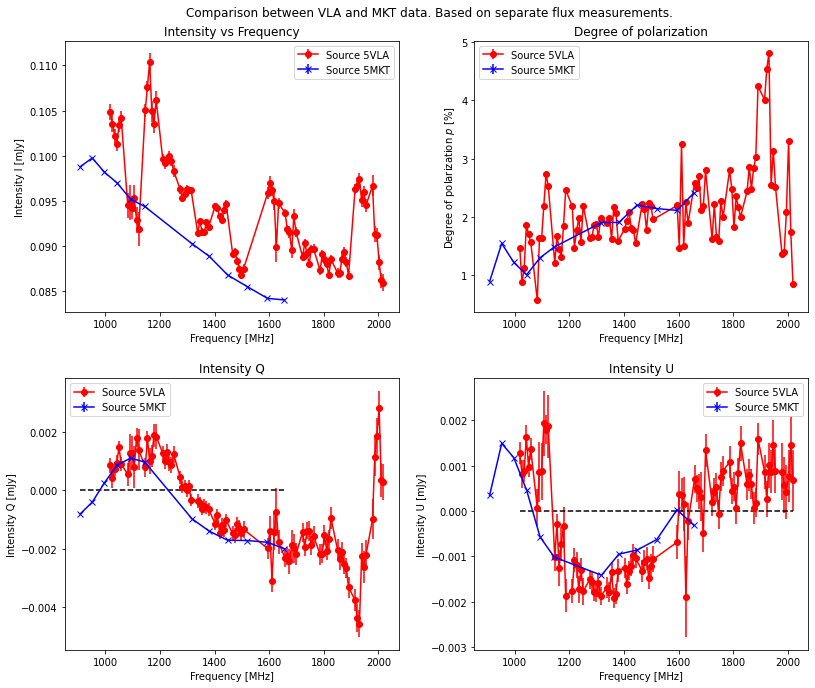 Comparison between VLA and MKT data. Based on separate flux measurements.
Intensity vs Frequency
Intensity I [mJy]
0.110
0.105
0.100
0.095
0.090
0.085
Source 5VLA
Source 5MKT
1000 1200 1400 1600 1800 2000
Frequency [MHz]
Degree of polarization
Degree of polarization p [%]
5
4
3
2
1
Source 5VLA
Source 5MKT
1000 1200 1400 1600 1800 2000
Frequency [MHz]
Intensity Q
Intensity Q [mJy]
0.002
0.000
−0.002
−0.004
Source 5VLA
Source 5MKT
1000 1200 1400 1600 1800 2000
Frequency [MHz]
Intensity U
Intensity U [mJy]
0.002
0.001
0.000
−0.001
−0.002
−0.003
Source 5VLA
Source 5MKT
1000 1200 1400 1600 1800 2000
Frequency [MHz]